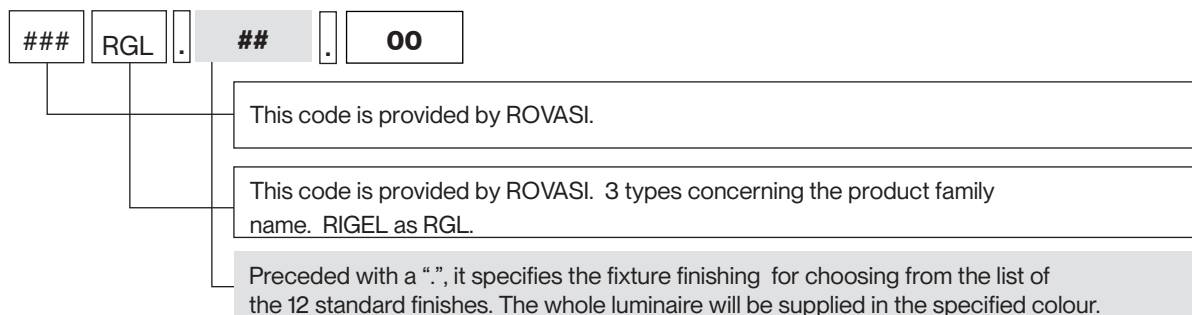 ### RGL . ## . 00
This code is provided by ROVASI.
This code is provided by ROVASI.  3 types concerning the product family
name.  RIGEL as RGL.
Preceded with a “.”, it specifies the fixture finishing  for choosing from the list of
the 12 standard finishes. The whole luminaire will be supplied in the specified colour.